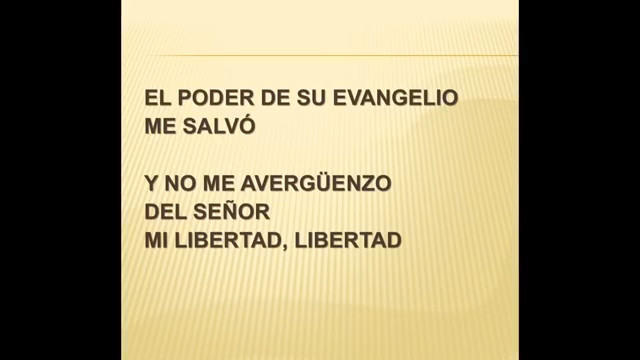 EL PODER DE SU EVANGELIO
ME SALVÓ
Y NO ME AVERGÜENZO
DEL SEÑOR
MI LIBERTAD, LIBERTAD